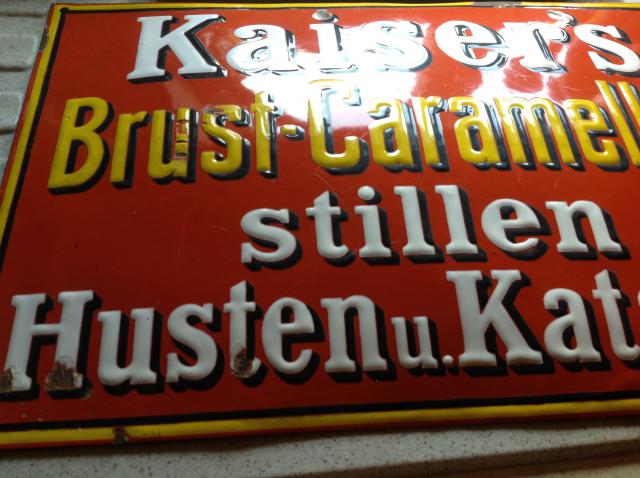 Kaiser's
Brust-Caramell
stillen
Husten u. Kat